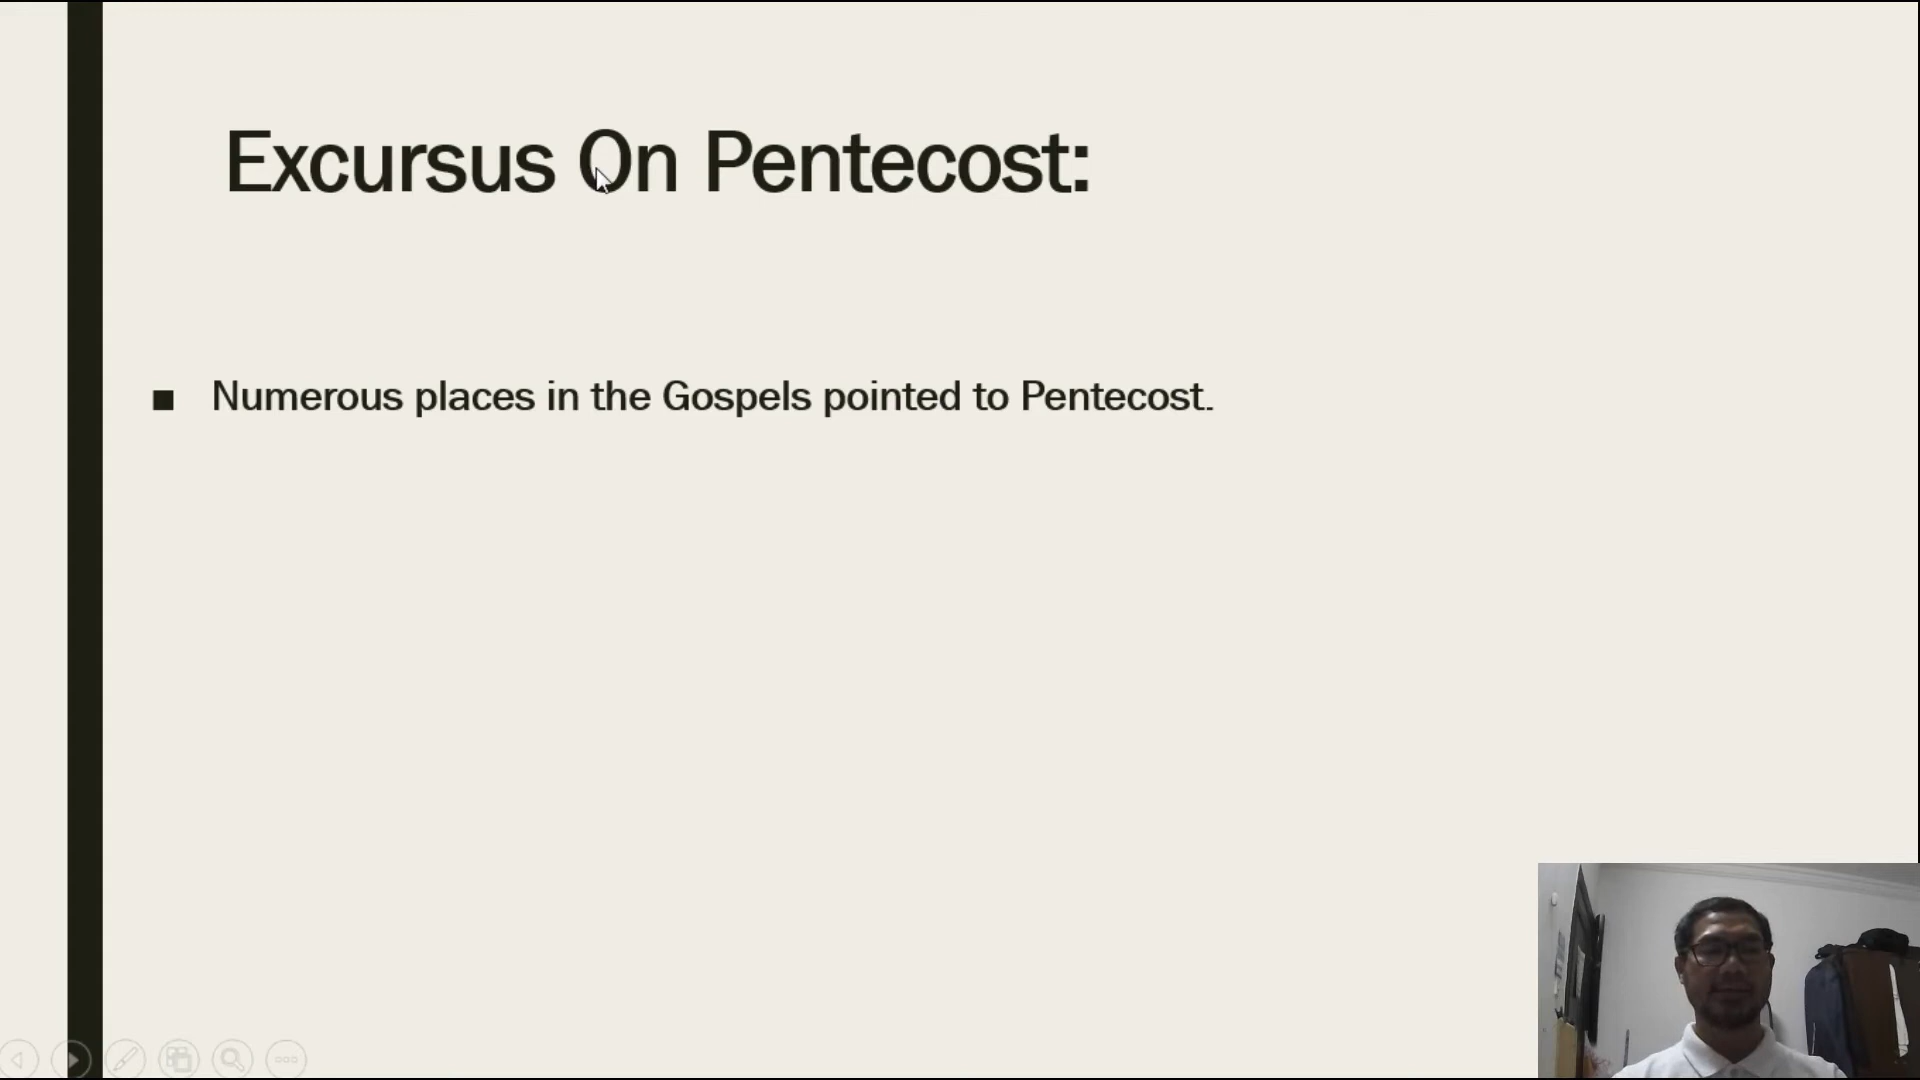 Excursus On Pentecost:
Numerous places in the Gospels pointed to Pentecost.